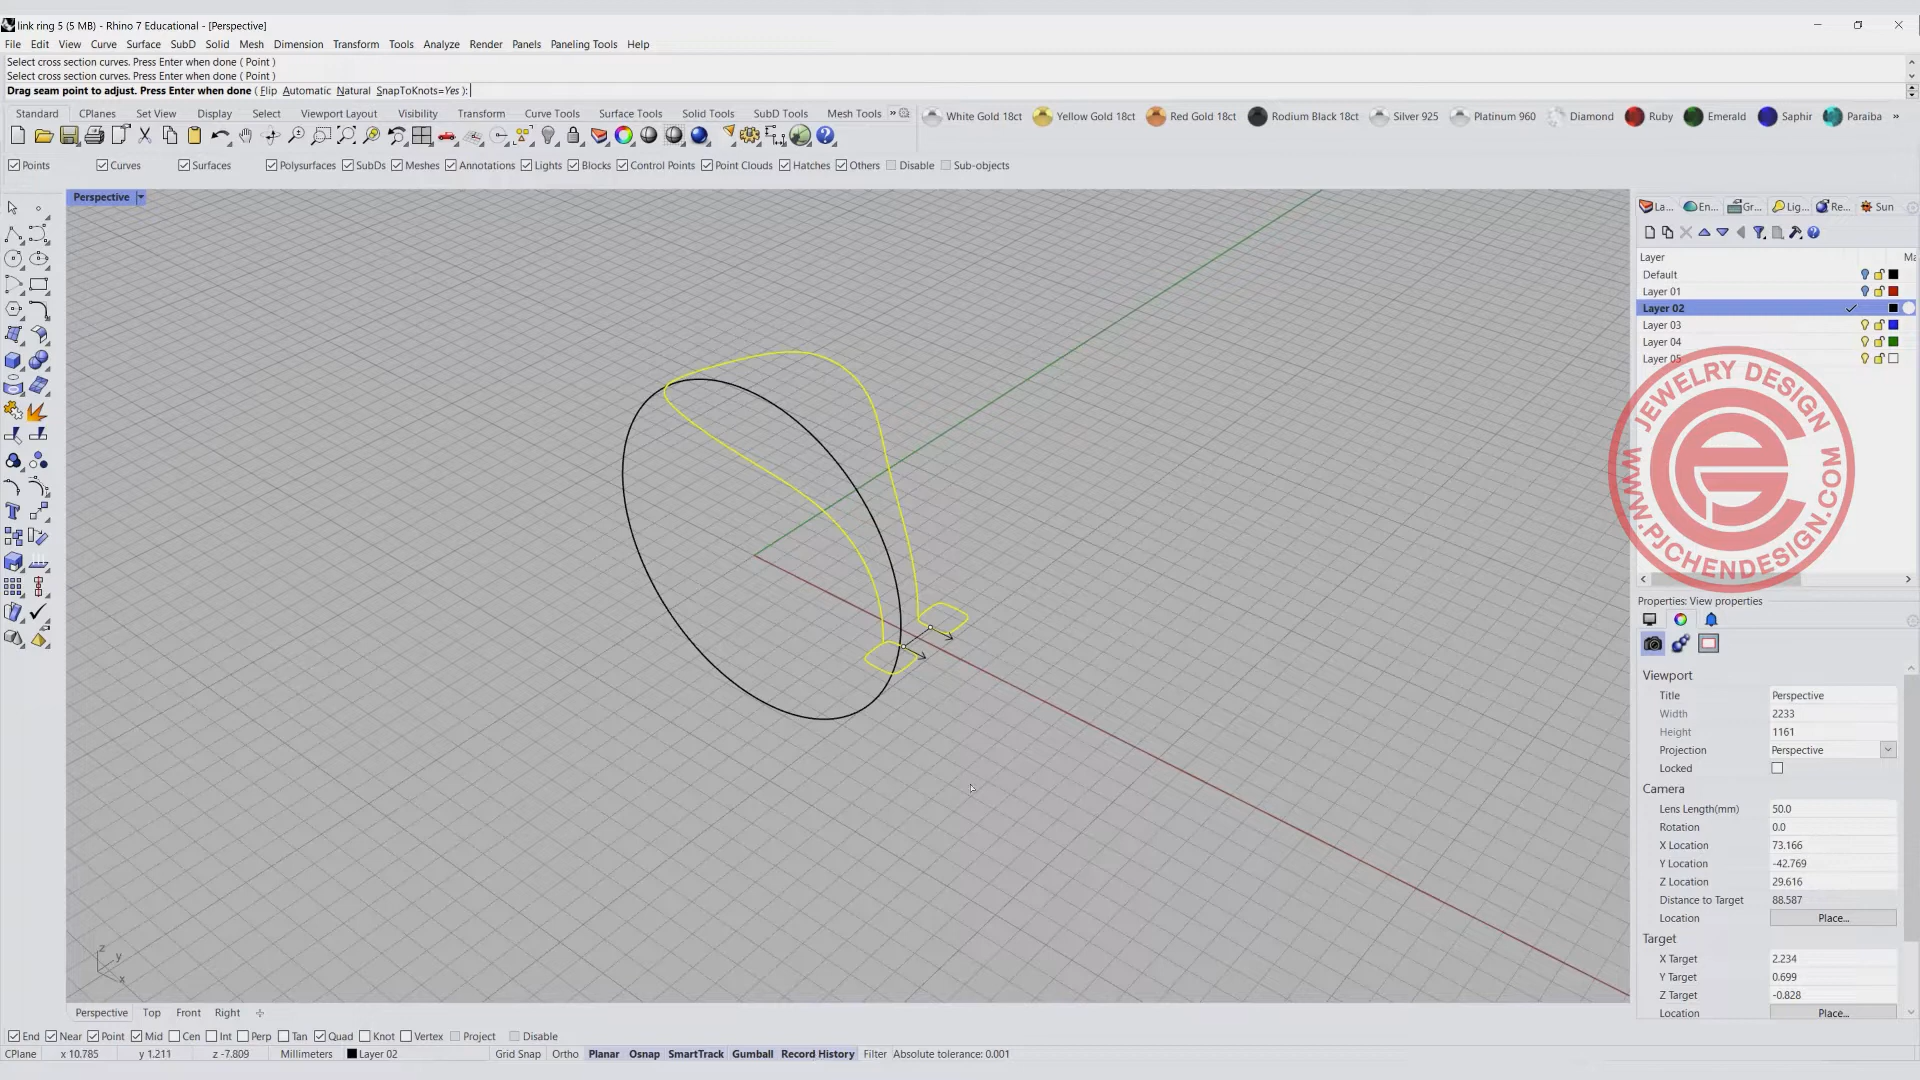 link ring 5 (5 MB) - Rhino 7 Educational - [Perspective]
File Edit View Curve Surface SubD Solid Mesh Dimension Transform Tools Analyze Render Panels Paneling Tools Help
Select cross section curves. Press Enter when done ( Point )
Select cross section curves. Press Enter when done ( Point )
Drag seam point to adjust. Press Enter when done ( Flip Automatic Natural SnapToKnots=Yes ):
Standard CPlanes Set View Display Select Viewport Layout Visibility Transform Curve Tools Surface Tools Solid Tools SubD Tools Mesh Tools »
White Gold 18ct Yellow Gold 18ct Red Gold 18ct Rodium Black 18ct Silver 925 Platinum 960 Diamond Ruby Emerald Saphir Paraiba »
Points Curves Surfaces Polysurfaces SubDs Meshes Annotations Lights Blocks Control Points Point Clouds Hatches Others Disable Sub-objects
Perspective
La... En... Gr... Lig... Re... Sun
Layer Ma
Default
Layer 01
Layer 02
Layer 03
Layer 04
Layer 05
JEWELRY DESIGN
WWW.PJCHENDESIGN.COM
Properties: View properties
Viewport
Title Perspective
Width 2233
Height 1161
Projection Perspective
Locked
Camera
Lens Length(mm) 50.0
Rotation 0.0
X Location 73.166
Y Location -42.769
Z Location 29.616
Distance to Target 88.587
Location Place...
Target
X Target 2.234
Y Target 0.699
Z Target -0.828
Location Place...
z
y
x
Perspective Top Front Right
End Near Point Mid Cen Int Perp Tan Quad Knot Vertex Project Disable
CPlane x 10.785 y 1.211 z -7.809 Millimeters Layer 02 Grid Snap Ortho Planar Osnap SmartTrack Gumball Record History Filter Absolute tolerance: 0.001